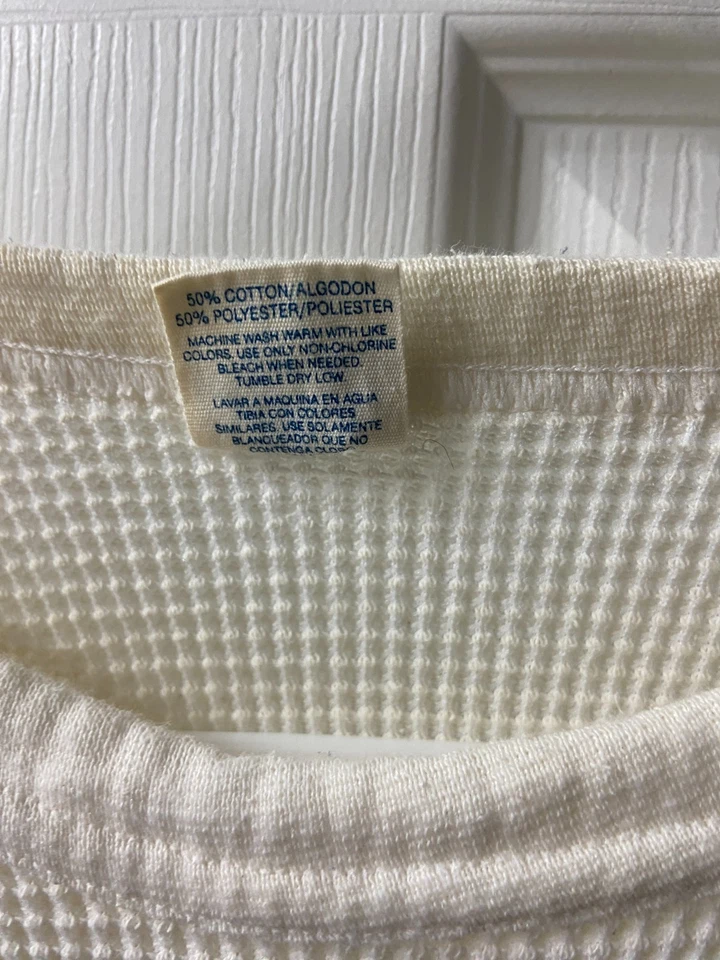 50% COTTON/ALGODON
50% POLYESTER/POLIESTER
MACHINE WASH WARM WITH LIKE
COLORS. USE ONLY NON-CHLORINE
BLEACH WHEN NEEDED.
TUMBLE DRY LOW.
LAVAR A MAQUINA EN AGUA
TIBIA CON COLORES
SIMILARES. USE SOLAMENTE
BLANQUEADOR QUE NO
CONTENGA